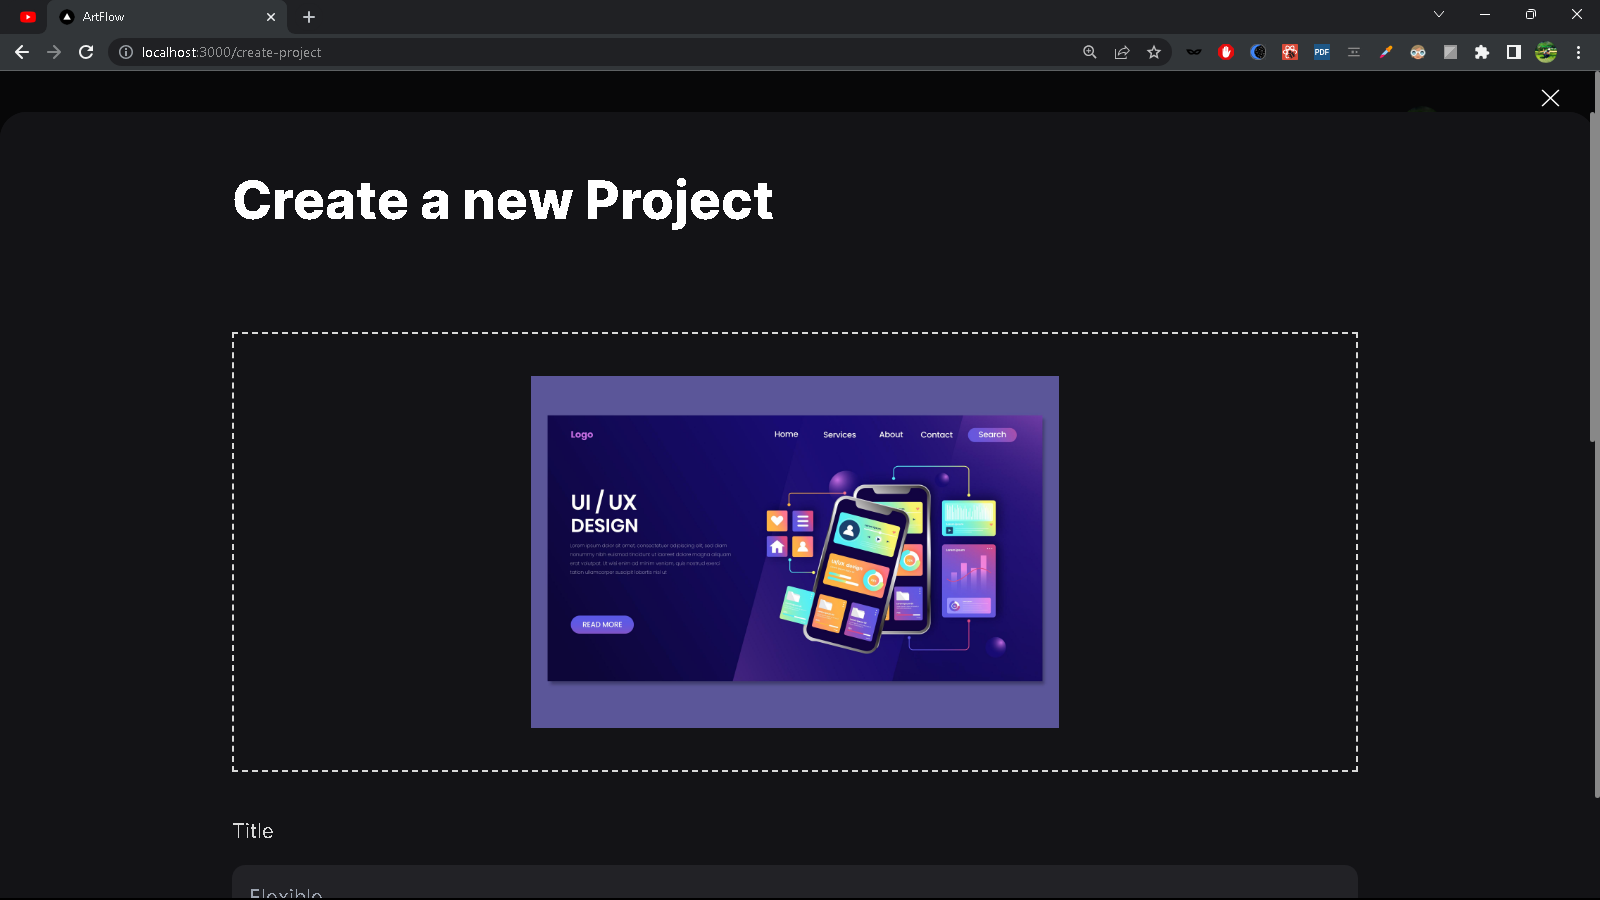 ArtFlow
localhost:3000/create-project
PDF
Create a new Project
Logo
Home
Services
About
Contact
Search
UI / UX
DESIGN
READ MORE
Title
Flexible